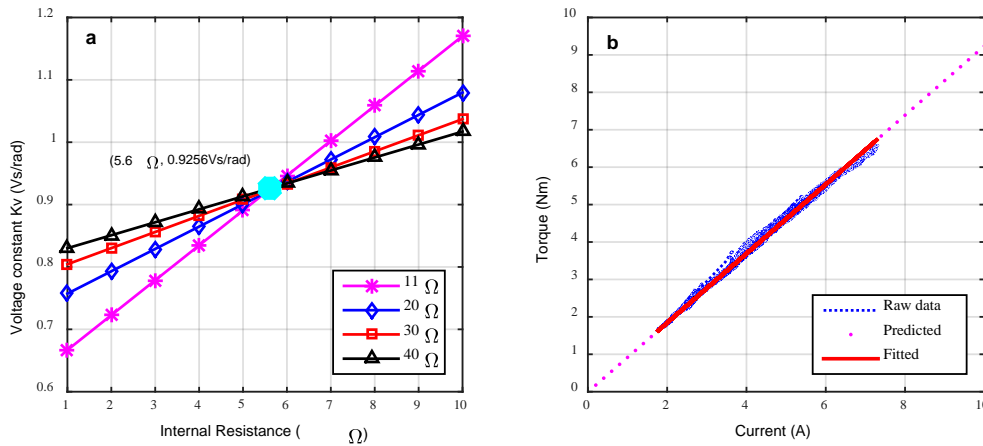 a
1.2
1.1
1
0.9
0.8
0.7
0.6
Voltage constant Kv (Vs/rad)
(5.6 Ω, 0.9256Vs/rad)
11 Ω
20 Ω
30 Ω
40 Ω
1 2 3 4 5 6 7 8 9 10
Internal Resistance ( Ω)
b
10
9
8
7
6
5
4
3
2
1
0
Torque (Nm)
Raw data
Predicted
Fitted
0 2 4 6 8 10
Current (A)